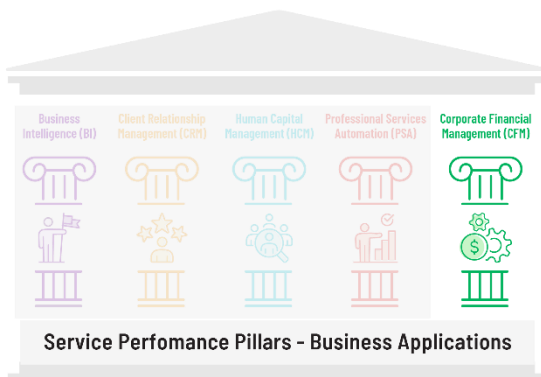 Business
Intelligence (BI)
Client Relationship
Management (CRM)
Human Capital
Management (HCM)
Professional Services
Automation (PSA)
Corporate Financial
Management (CFM)
$
Service Perfomance Pillars - Business Applications